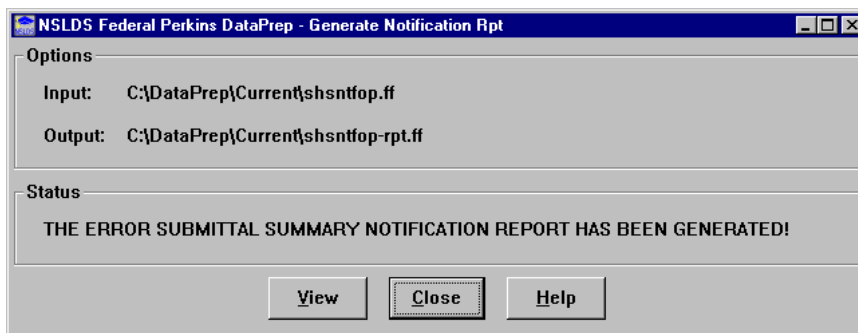 NSLDS Federal Perkins DataPrep - Generate Notification Rpt
Options
Input: C:\DataPrep\Current\shsntfop.ff
Output: C:\DataPrep\Current\shsntfop-rpt.ff
Status
THE ERROR SUBMITTAL SUMMARY NOTIFICATION REPORT HAS BEEN GENERATED!
View Close Help